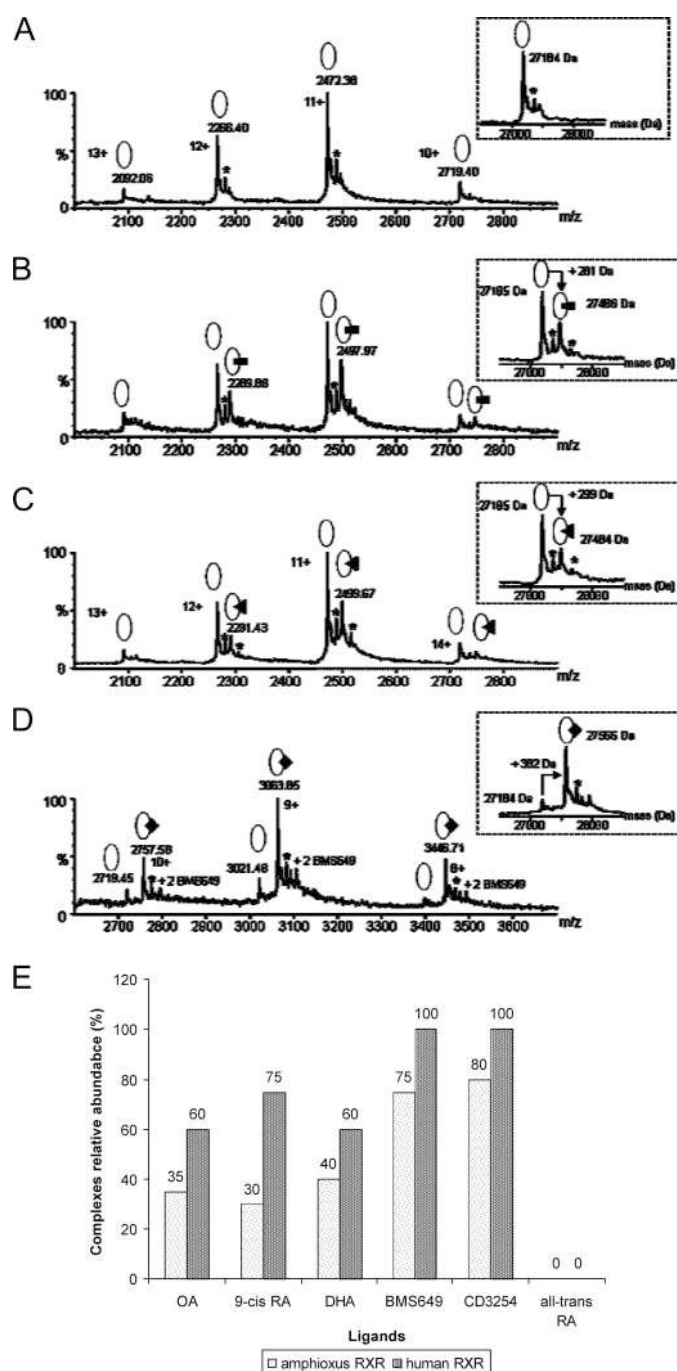 A
27184 Da
27000 28000 mass (Da)
100
%
0
13+
2092.06
12+
2266.40
*
11+
2472.36
*
10+
2719.40
2100 2200 2300 2400 2500 2600 2700 2800
m/z
B
+281 Da
27185 Da
27466 Da
* *
27000 28000 mass (Da)
100
%
0
2289.86
*
2497.97
*
2100 2200 2300 2400 2500 2600 2700 2800
m/z
C
+299 Da
27185 Da
27484 Da
* *
27000 28000 mass (Da)
100
%
0
13+
12+
2291.43
* *
11+
2499.67
* *
14+
2100 2200 2300 2400 2500 2600 2700 2800
m/z
D
27566 Da
+382 Da
27184 Da
*
27000 28000 mass (Da)
100
%
0
2719.45
2757.58
10+
* +2 BMS649
3021.46
3063.85
9+
* +2 BMS649
3446.71
8+
* +2 BMS649
2700 2800 2900 3000 3100 3200 3300 3400 3500 3600
m/z
E
Complexes relative abundabce (%)
120
100
80
60
40
20
0
35 60
30 75
40 60
75 100
80 100
0 0
OA 9-cis RA DHA BMS649 CD3254 all-trans
RA
Ligands
amphioxus RXR human RXR